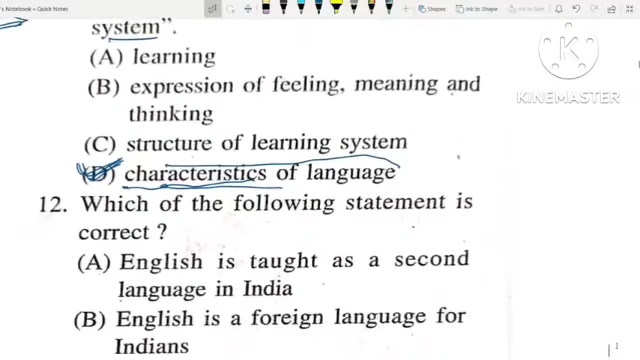 's Notebook » Quick Notes
Shapes Ink to Shape Ink to Math
system”.
(A) learning
(B) expression of feeling, meaning and
thinking
(C) structure of learning system
(D) characteristics of language
12. Which of the following statement is
correct ?
(A) English is taught as a second
language in India
(B) English is a foreign language for
Indians
KINEMASTER
1